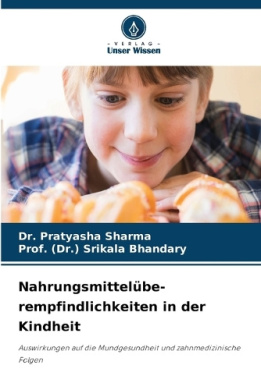 VERLAG
Unser Wissen
Dr. Pratyasha Sharma
Prof. (Dr.) Srikala Bhandary
Nahrungsmittelübe-
rempfindlichkeiten in der
Kindheit
Auswirkungen auf die Mundgesundheit und zahnmedizinische
Folgen